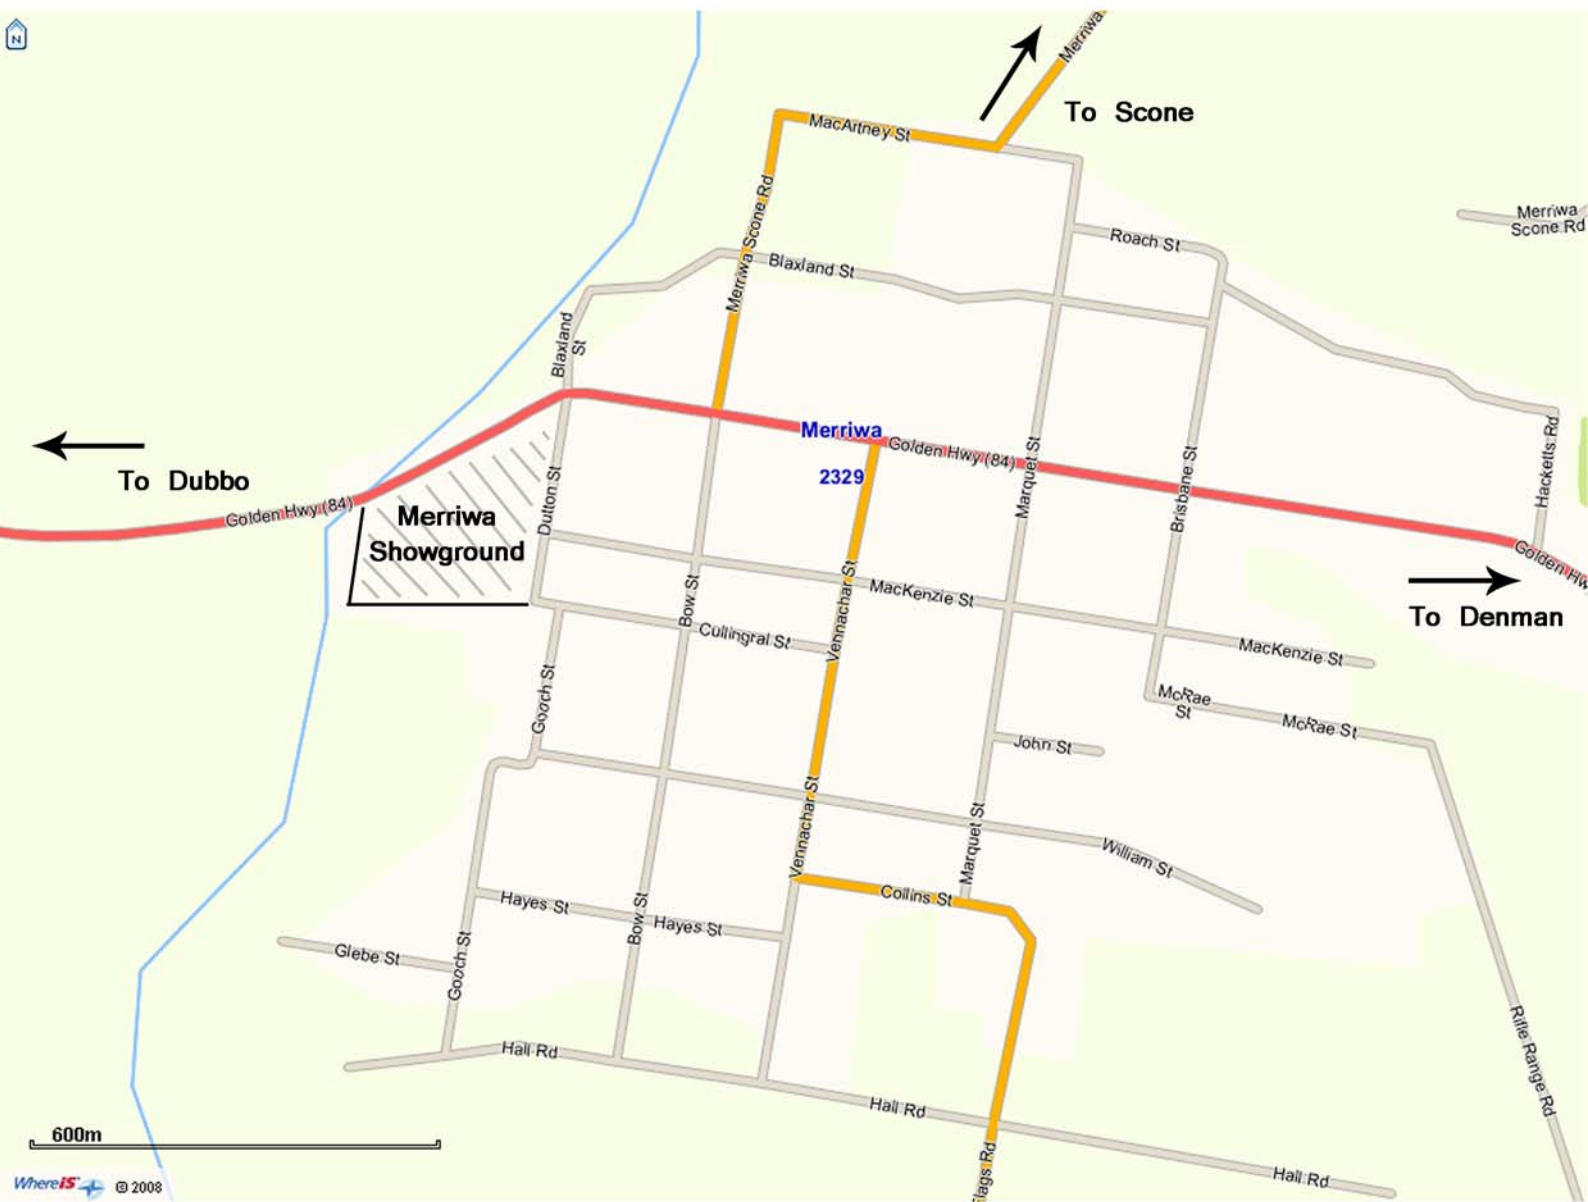 N
Merriwa
To Scone
MacArtney St
Merriwa Scone Rd
Merriwa
Scone Rd
Roach St
Blaxland St
Blaxland
St
Merriwa
2329
Golden Hwy (84)
Marquet St
Brisbane St
Hacketts Rd
To Dubbo
Golden Hwy (84)
Dutton St
Merriwa
Showground
Golden Hwy
To Denman
Bow St
Vennachar St
MacKenzie St
Cullingral St
MacKenzie St
Gooch St
McRae
St
McRae St
John St
Vennachar St
Marquet St
William St
Collins St
Hayes St
Bow St
Hayes St
Glebe St
Gooch St
Hall Rd
Hall Rd
Rifle Range Rd
600m
Hall Rd
lags Rd
WhereiS
© 2008